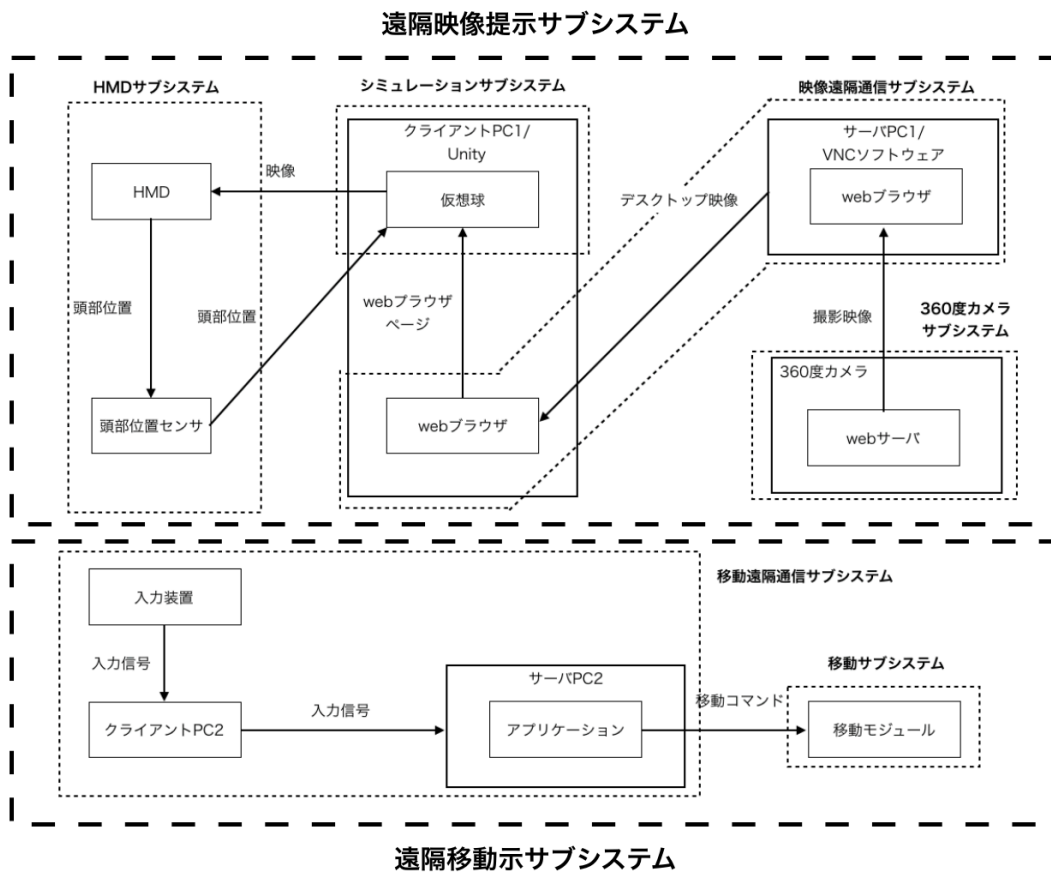 遠隔映像提示サブシステム
HMDサブシステム
シミュレーションサブシステム
映像遠隔通信サブシステム
クライアントPC1/
Unity
サーバPC1/
VNCソフトウェア
HMD
映像
仮想球
デスクトップ映像
webブラウザ
頭部位置
頭部位置
webブラウザ
ページ
撮影映像
360度カメラ
サブシステム
360度カメラ
頭部位置センサ
webブラウザ
webサーバ
移動遠隔通信サブシステム
入力装置
入力信号
サーバPC2
移動サブシステム
クライアントPC2
入力信号
アプリケーション
移動コマンド
移動モジュール
遠隔移動示サブシステム